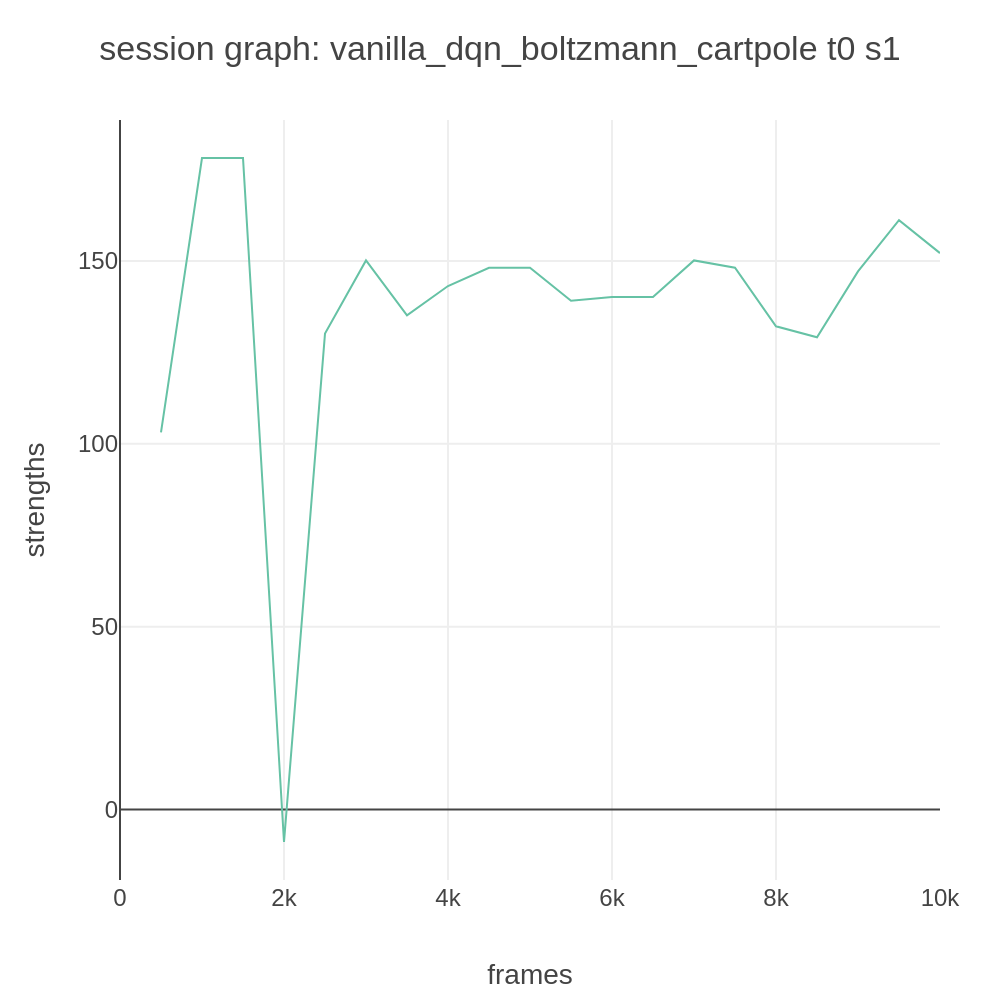 session graph: vanilla_dqn_boltzmann_cartpole t0 s1
strengths
150
100
50
0
0 2k 4k 6k 8k 10k
frames